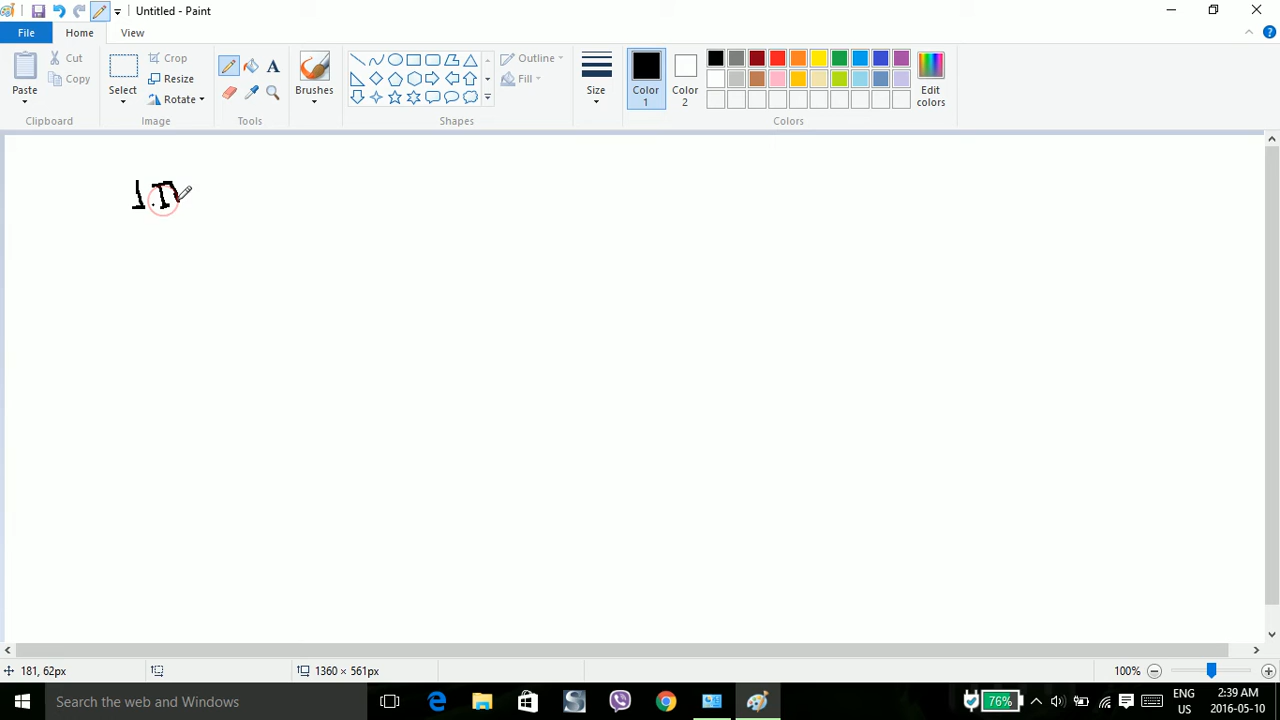 Untitled - Paint
File Home View
Paste Cut Copy
Select Crop Resize Rotate
Brushes
Outline Fill
Size
Color 1 Color 2
Edit colors
Clipboard Image Tools Shapes Colors
181, 62px 1360 × 561px 100%
Search the web and Windows
76% ENG US 2:39 AM 2016-05-10